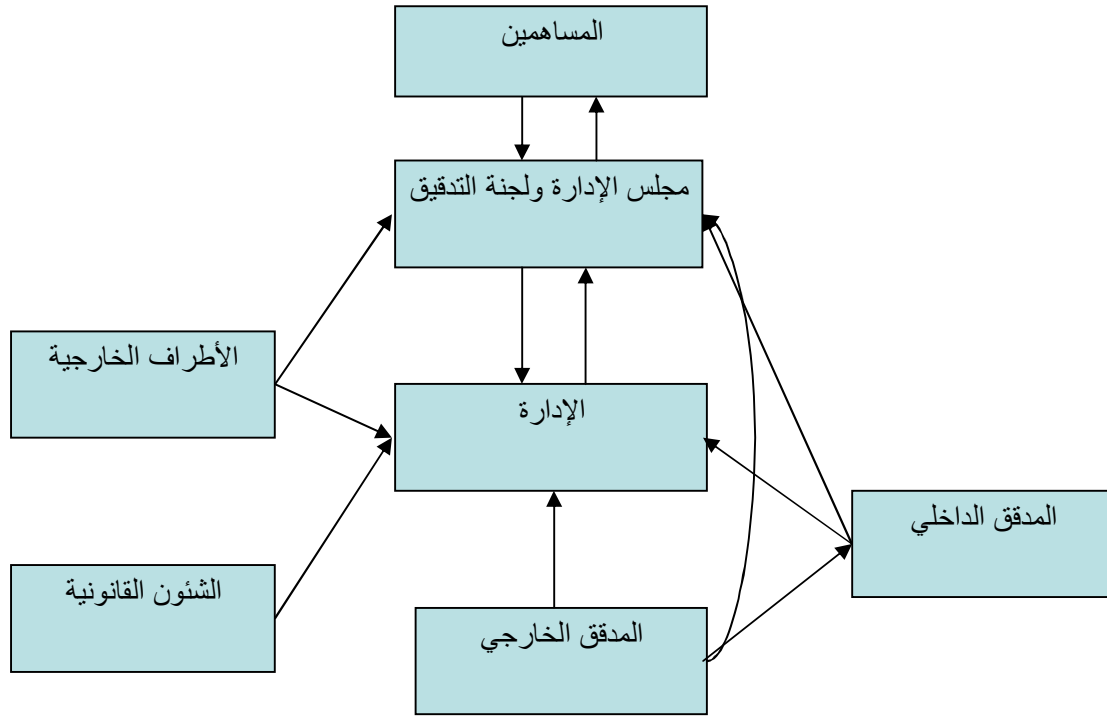 المساهمين
مجلس الإدارة ولجنة التدقيق
الأطراف الخارجية
الإدارة
المدقق الداخلي
الشئون القانونية
المدقق الخارجي